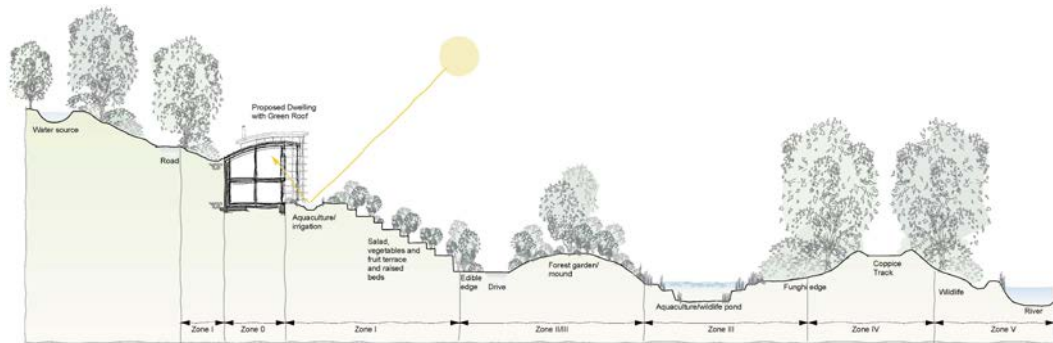 Proposed Dwelling
with Green Roof
Water source
Road
Aquaculture/
irrigation
Salad,
vegetables and
fruit terrace
and raised
beds
Edible
edge
Drive
Forest garden/
mound
Aquaculture/wildlife pond
Funghi edge
Coppice
Track
Wildlife
River
Zone I
Zone 0
Zone I
Zone II/III
Zone III
Zone IV
Zone V